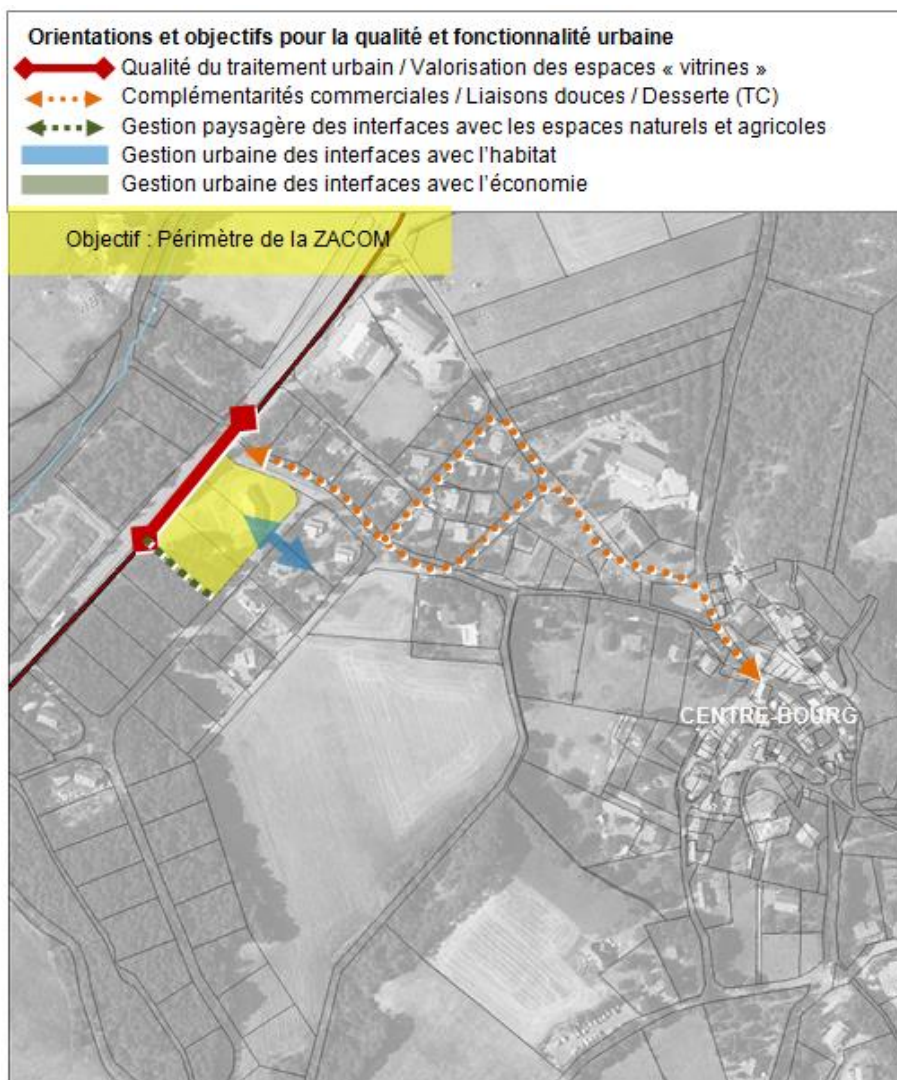 Orientations et objectifs pour la qualité et fonctionnalité urbaine
Qualité du traitement urbain / Valorisation des espaces « vitrines »
Complémentarités commerciales / Liaisons douces / Desserte (TC)
Gestion paysagère des interfaces avec les espaces naturels et agricoles
Gestion urbaine des interfaces avec l'habitat
Gestion urbaine des interfaces avec l'économie
Objectif : Périmètre de la ZACOM
CENTRE-BOURG